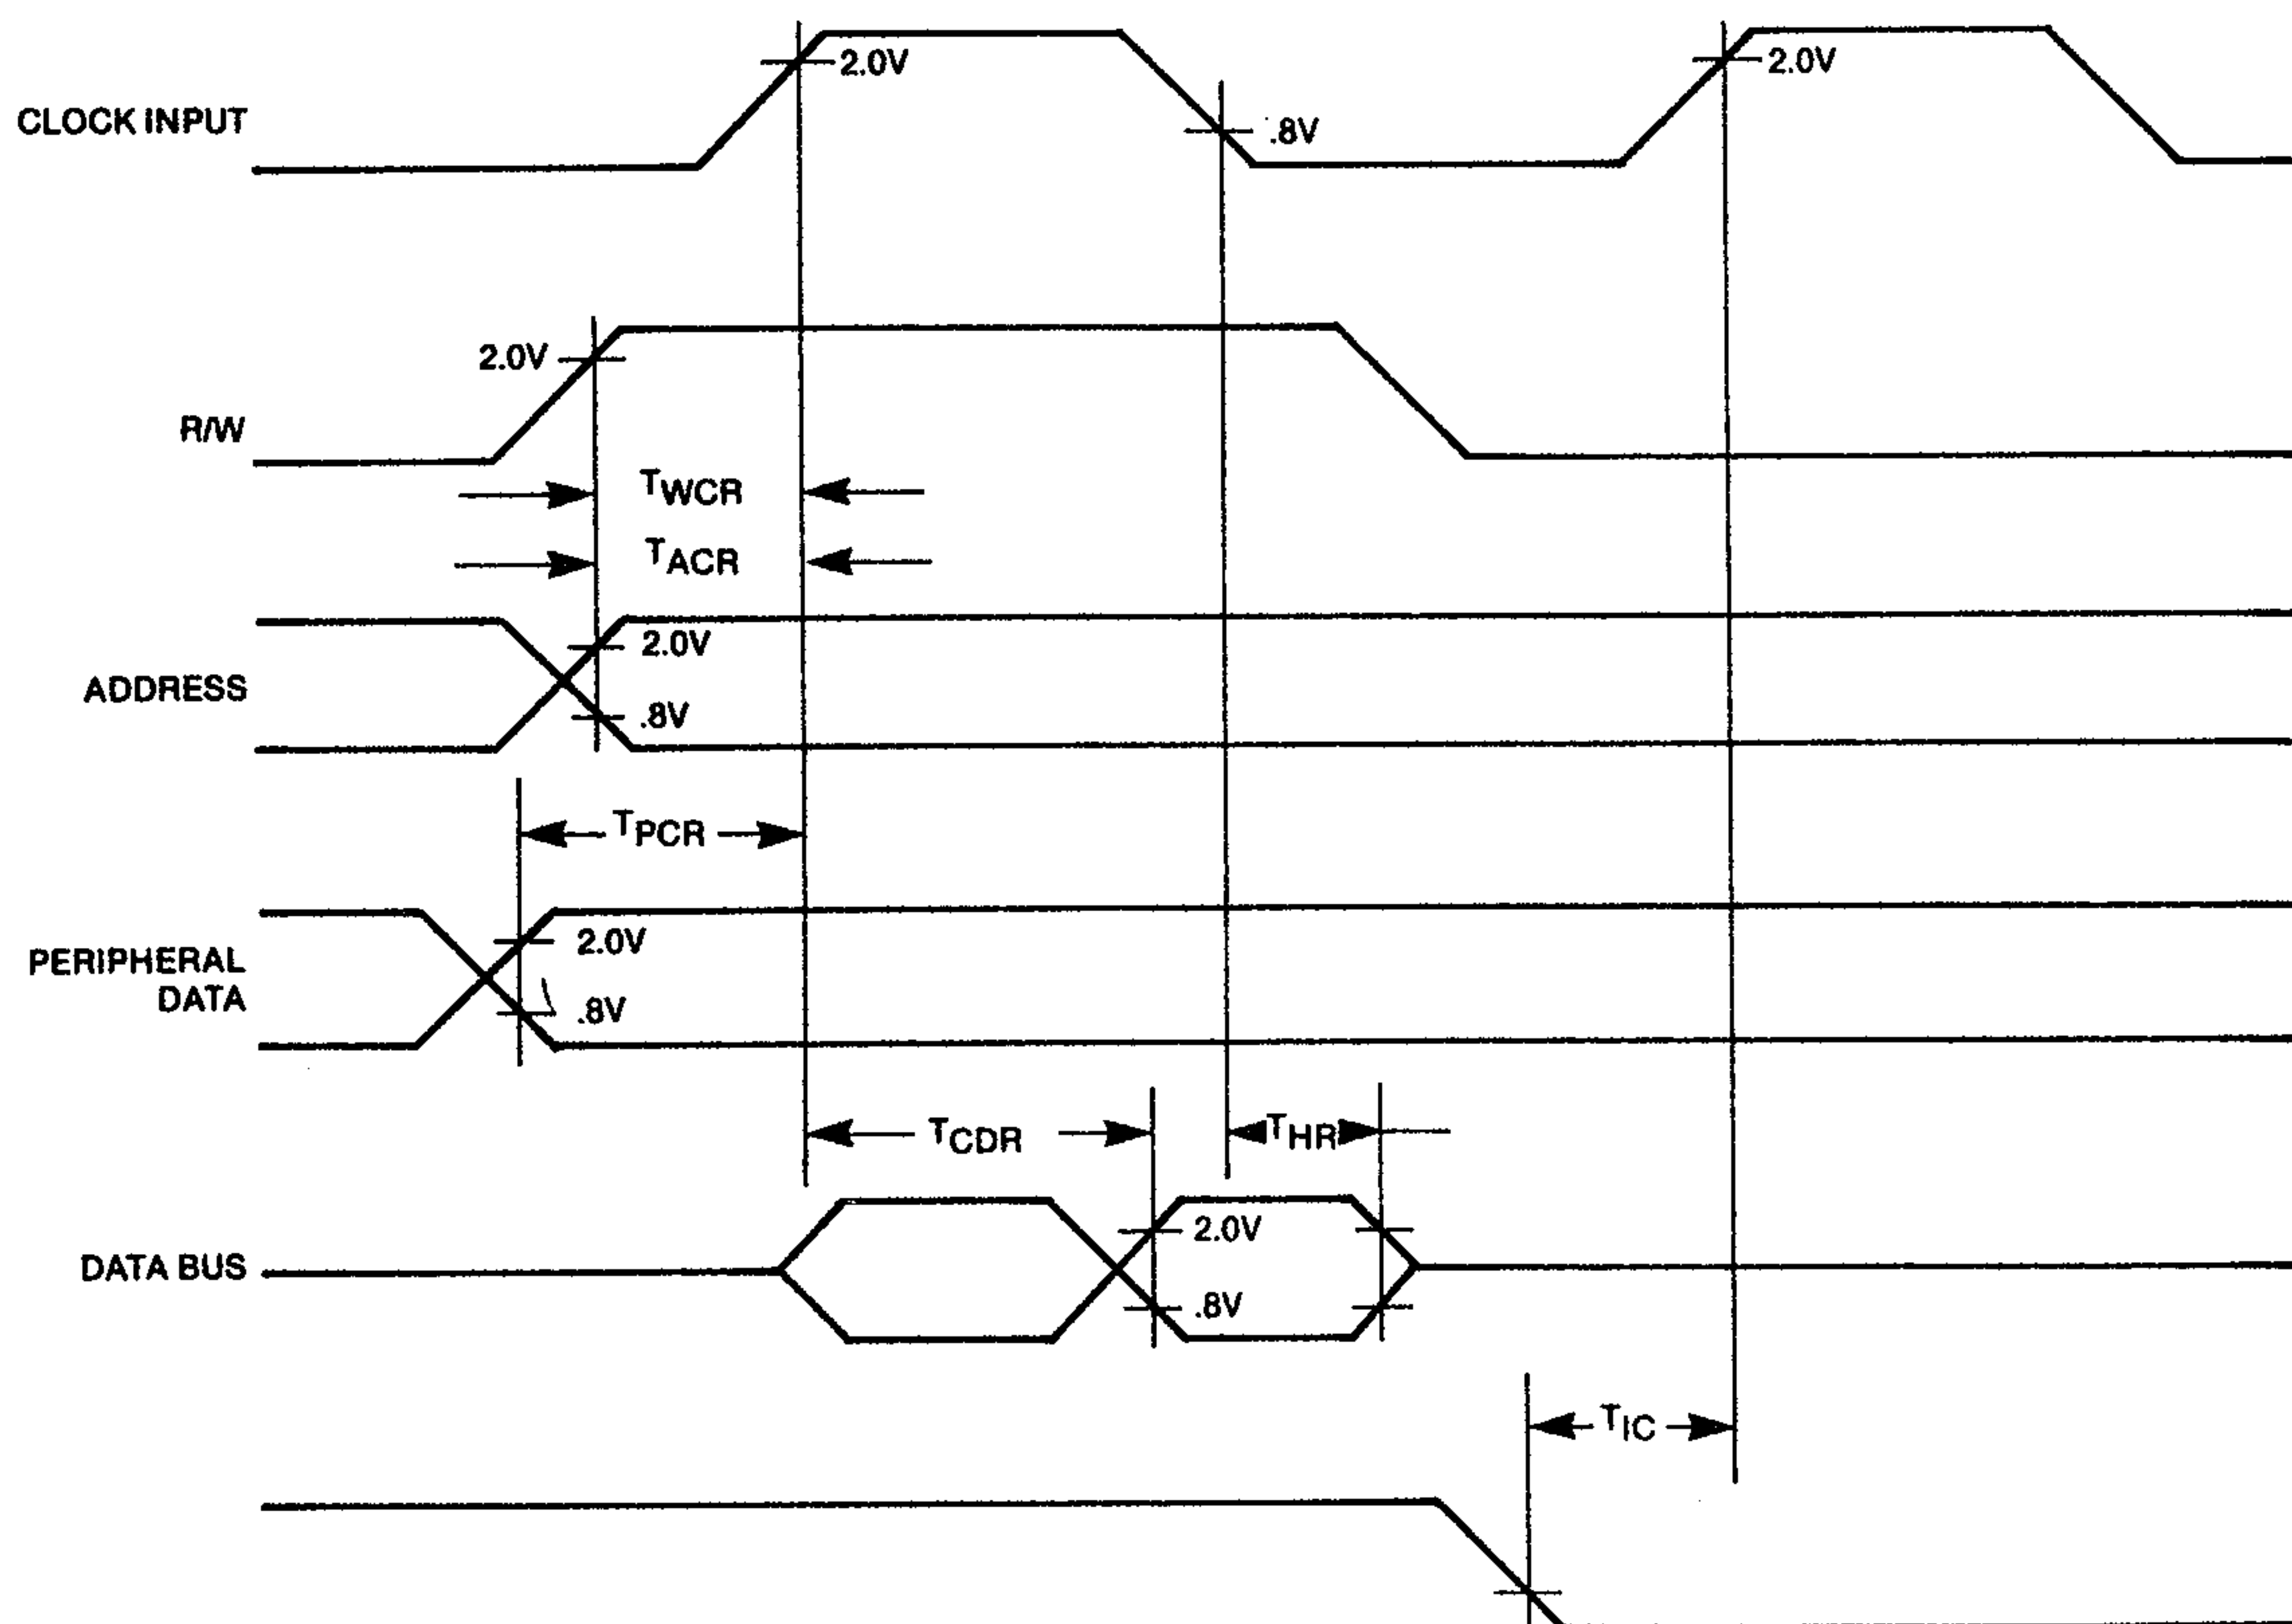 2.0V
2.0V
CLOCK INPUT
.8V
2.0V
R/W
TWCR
TACR
2.0V
ADDRESS
.8V
TPCR
2.0V
PERIPHERAL
DATA
.8V
TCDR
THR
2.0V
DATA BUS
.8V
TIC